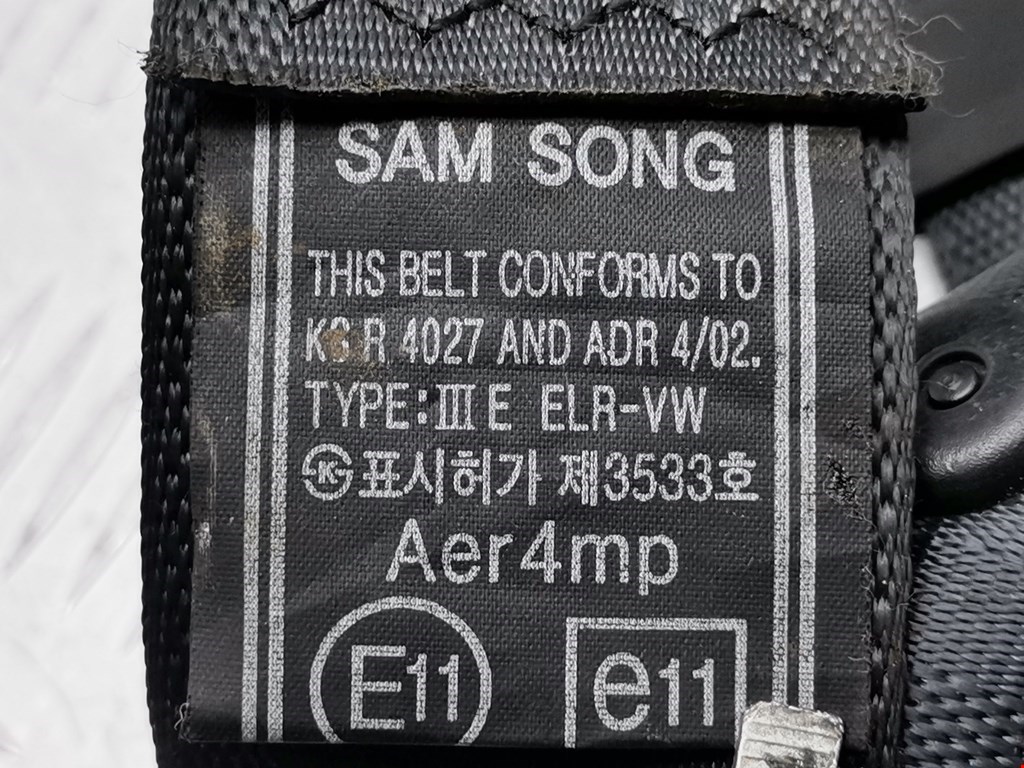 SAM SONG
THIS BELT CONFORMS TO
KS R 4027 AND ADR 4/02.
TYPE:III E ELR-VW
표시허가 제3533호
Aer4mp
E11 e11